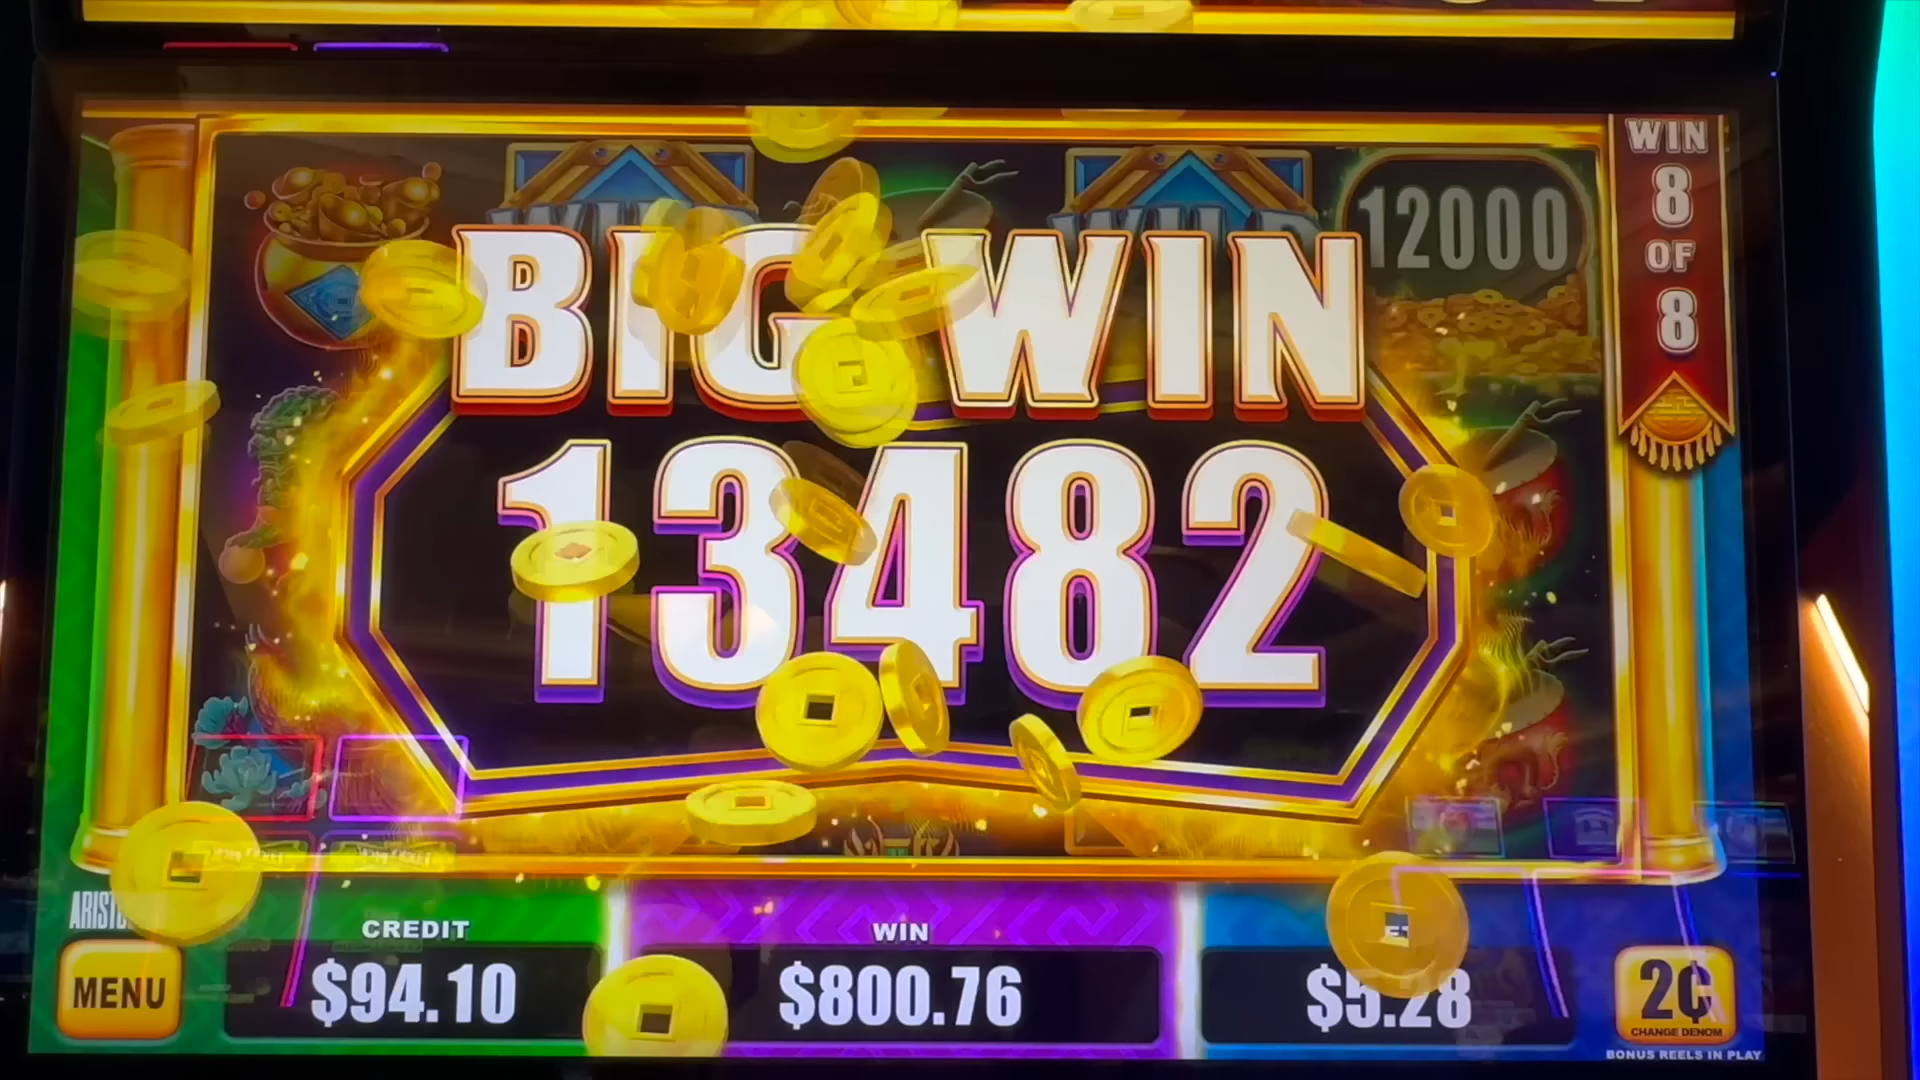 WIN
8
OF
8
12000
BIG WIN
13482
CREDIT
WIN
MENU
$94.10
$800.76
$5.28
2¢
CHANGE DENOM
BONUS REELS IN PLAY